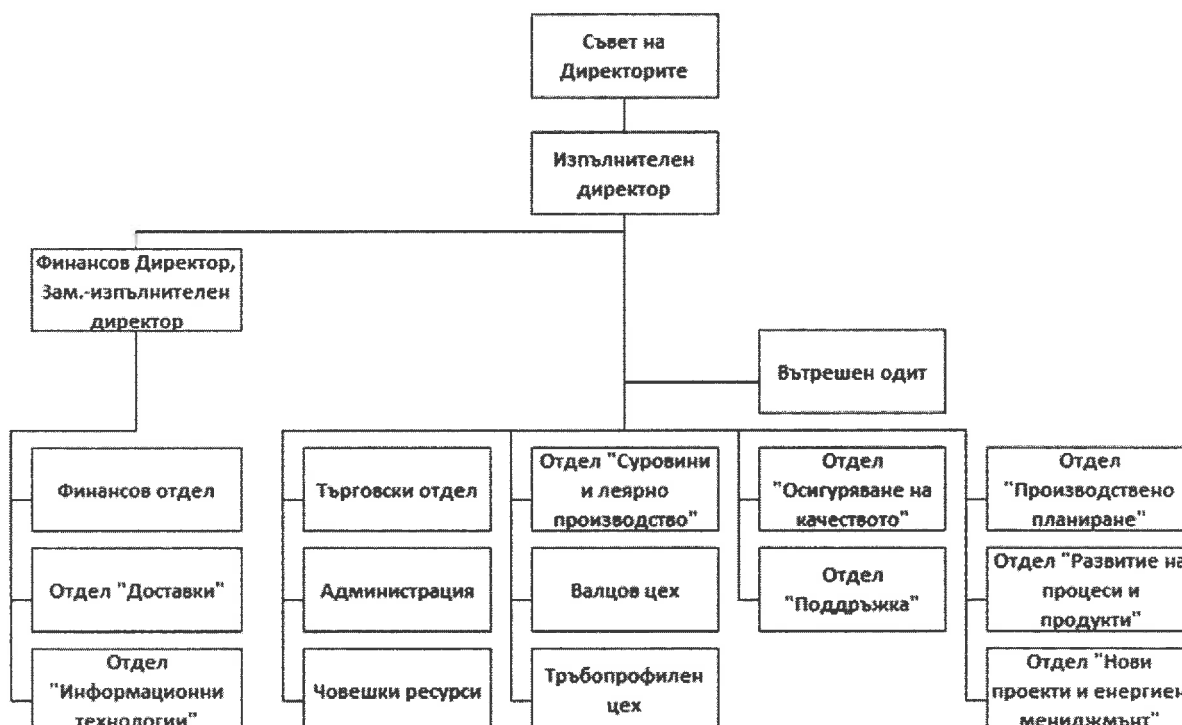 Съвет на
Директорите
Изпълнителен
директор
Финансов Директор,
Зам.-изпълнителен
директор
Вътрешен одит
Финансов отдел
Отдел "Доставки"
Отдел
"Информационни
технологии"
Търговски отдел
Администрация
Човешки ресурси
Отдел "Суровини
и леярно
производство"
Валцов цех
Тръбопрофилен
цех
Отдел
"Осигуряване на
качеството"
Отдел
"Поддръжка"
Отдел
"Производствено
планиране"
Отдел "Развитие на
процеси и
продукти"
Отдел "Нови
проекти и енергиен
мениджмънт"